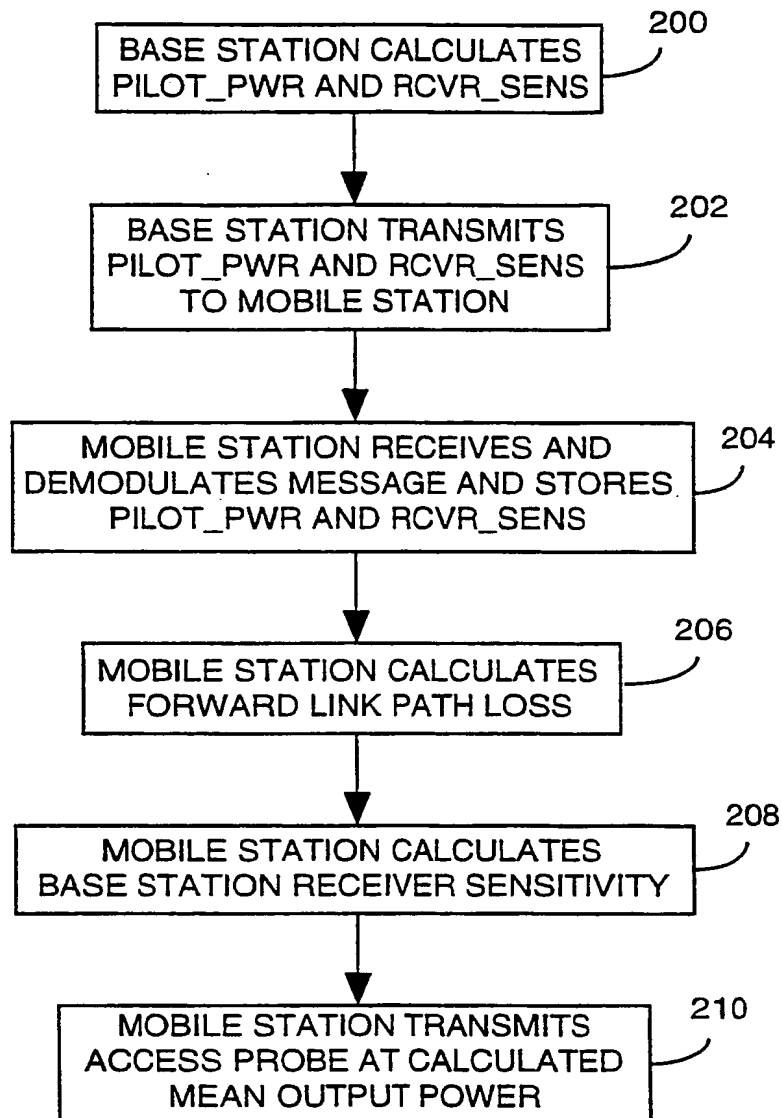 200
BASE STATION CALCULATES
PILOT_PWR AND RCVR_SENS
202
BASE STATION TRANSMITS
PILOT_PWR AND RCVR_SENS
TO MOBILE STATION
204
MOBILE STATION RECEIVES AND
DEMODULATES MESSAGE AND STORES
PILOT_PWR AND RCVR_SENS
206
MOBILE STATION CALCULATES
FORWARD LINK PATH LOSS
208
MOBILE STATION CALCULATES
BASE STATION RECEIVER SENSITIVITY
210
MOBILE STATION TRANSMITS
ACCESS PROBE AT CALCULATED
MEAN OUTPUT POWER